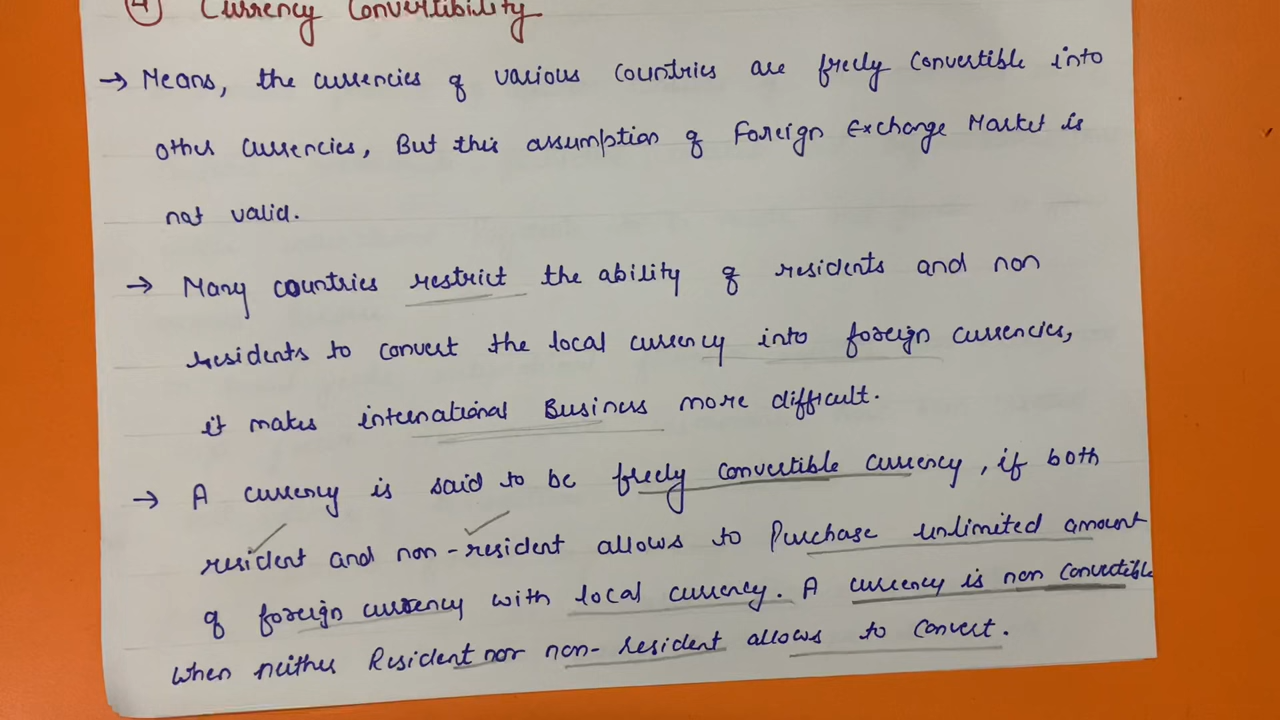 ④ Currency Convertibility
→ Means, the currencies of various countries are freely convertible into
other currencies, But this assumption of Foreign Exchange Market is
not valid.
→ Many countries restrict the ability of residents and non
residents to convert the local currency into foreign currencies,
it makes international Business more difficult.
→ A currency is said to be freely convertible currency, if both
resident and non-resident allows to Purchase unlimited amount
of foreign currency with local currency. A currency is non convertible
when neither Resident nor non-resident allows to convert.